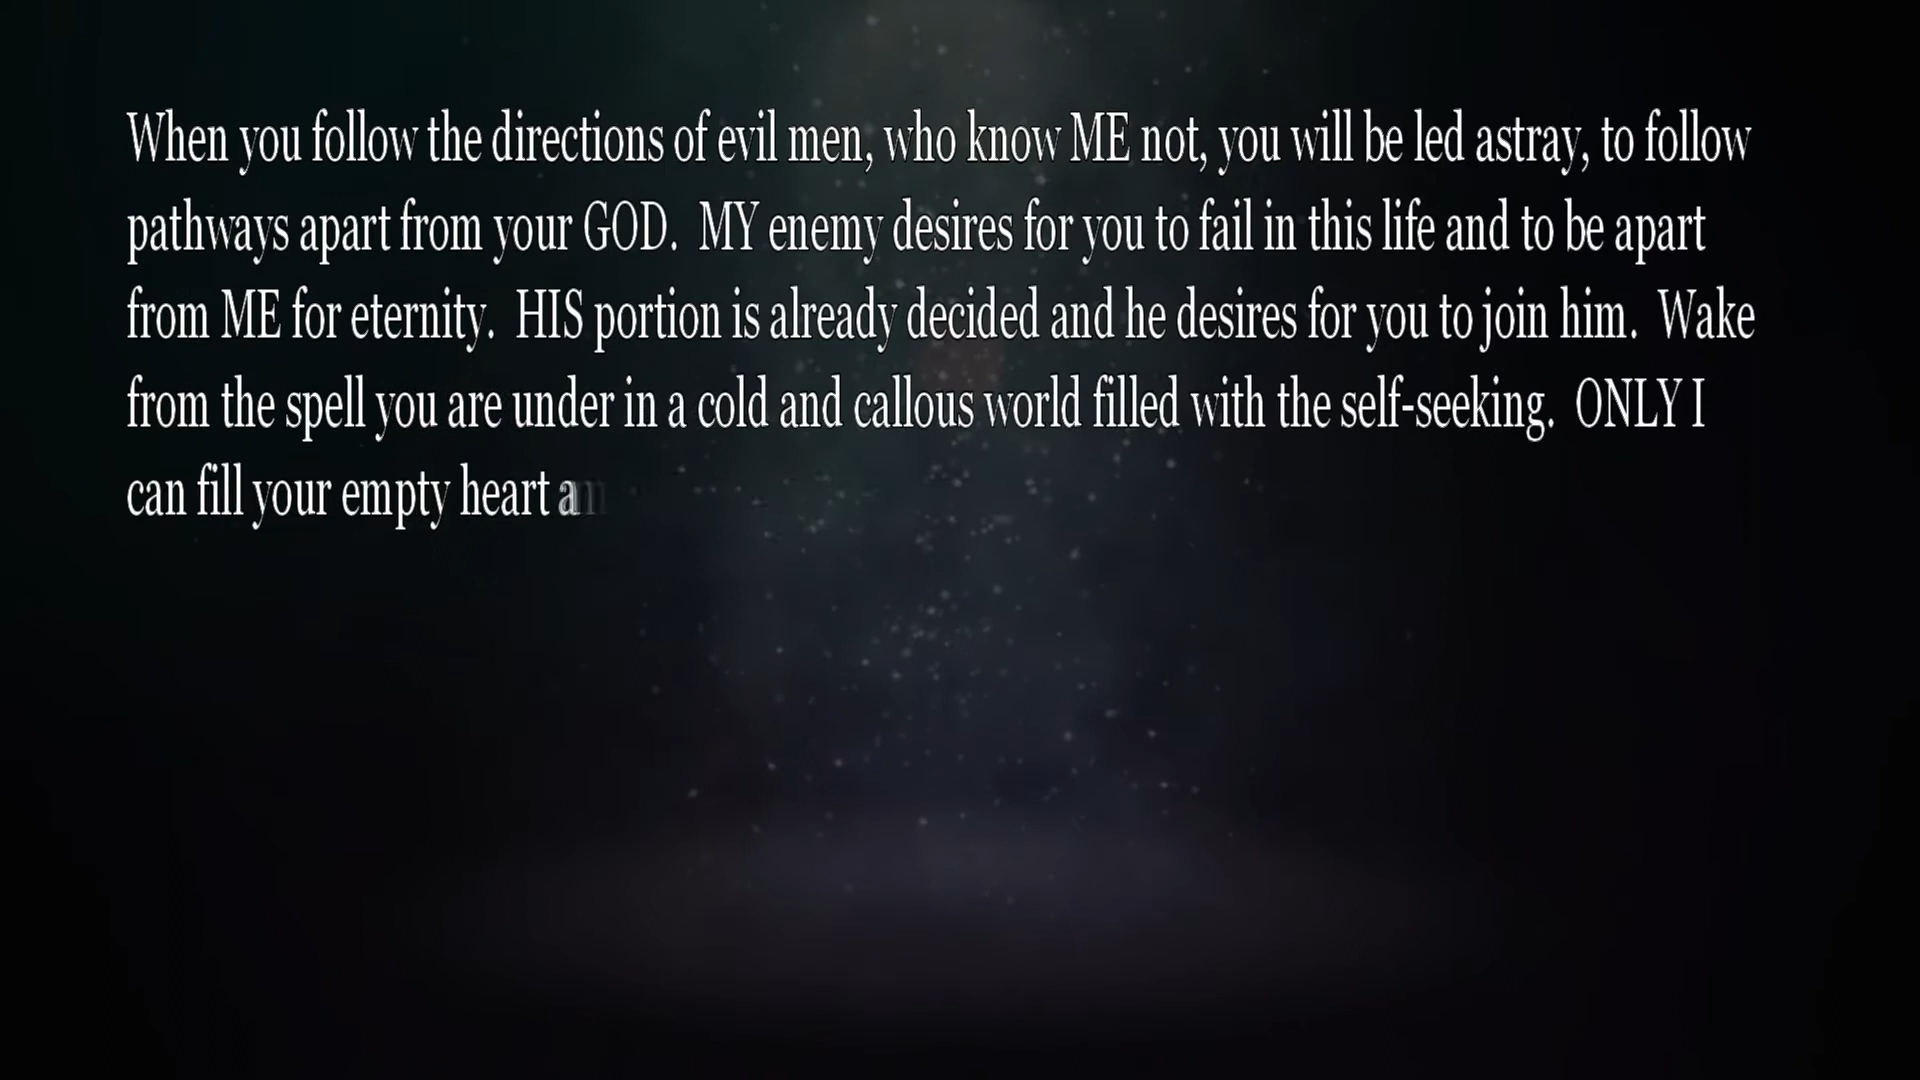 When you follow the directions of evil men, who know ME not, you will be led astray, to follow
pathways apart from your GOD.  MY enemy desires for you to fail in this life and to be apart
from ME for eternity.  HIS portion is already decided and he desires for you to join him.  Wake
from the spell you are under in a cold and callous world filled with the self-seeking.  ONLY I
can fill your empty heart an